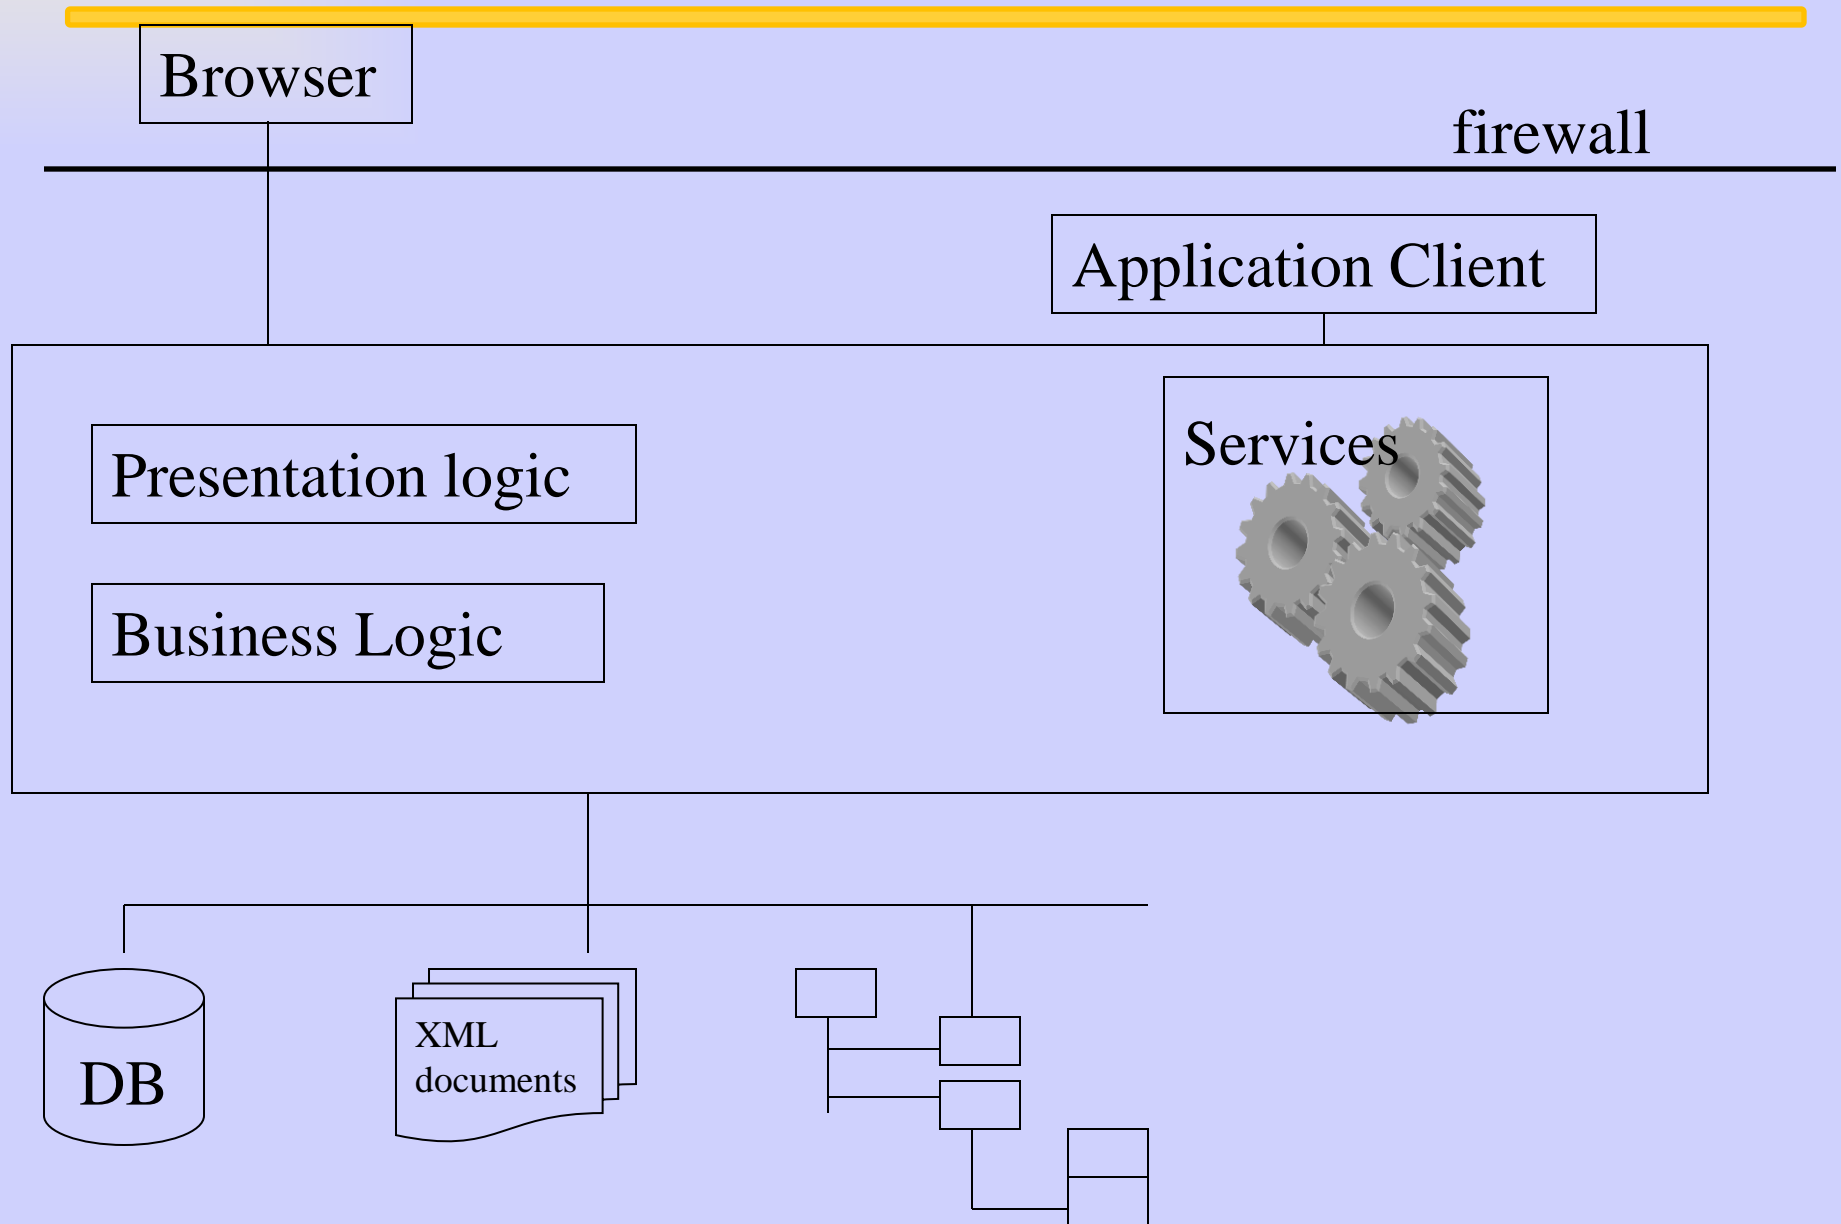 Browser
firewall
Application Client
Services
Presentation logic
Business Logic
XML
documents
DB